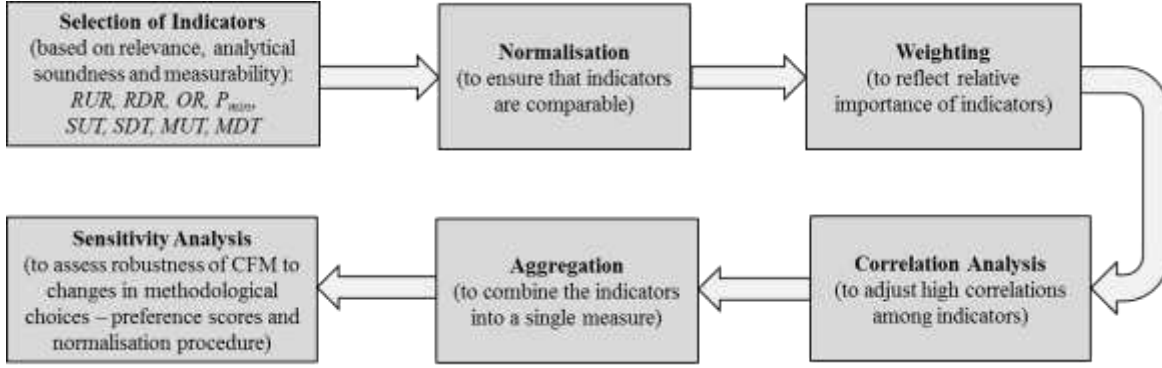 Selection of Indicators
(based on relevance, analytical
soundness and measurability):
RUR, RDR, OR, Pmin,
SUT, SDT, MUT, MDT
Normalisation
(to ensure that indicators
are comparable)
Weighting
(to reflect relative
importance of indicators)
Correlation Analysis
(to adjust high correlations
among indicators)
Aggregation
(to combine the indicators
into a single measure)
Sensitivity Analysis
(to assess robustness of CFM to
changes in methodological
choices – preference scores and
normalisation procedure)